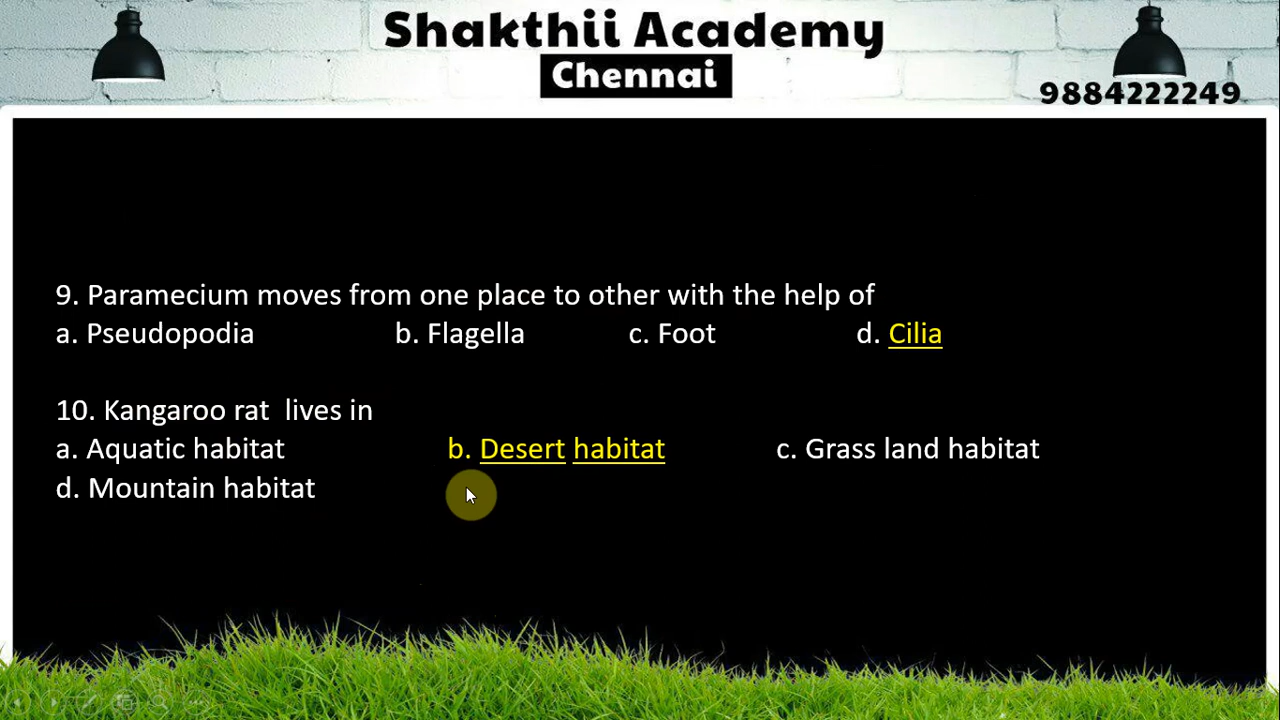 Shakthii Academy
Chennai
9884222249
9. Paramecium moves from one place to other with the help of
a. Pseudopodia b. Flagella c. Foot d. Cilia
10. Kangaroo rat lives in
a. Aquatic habitat b. Desert habitat c. Grass land habitat
d. Mountain habitat